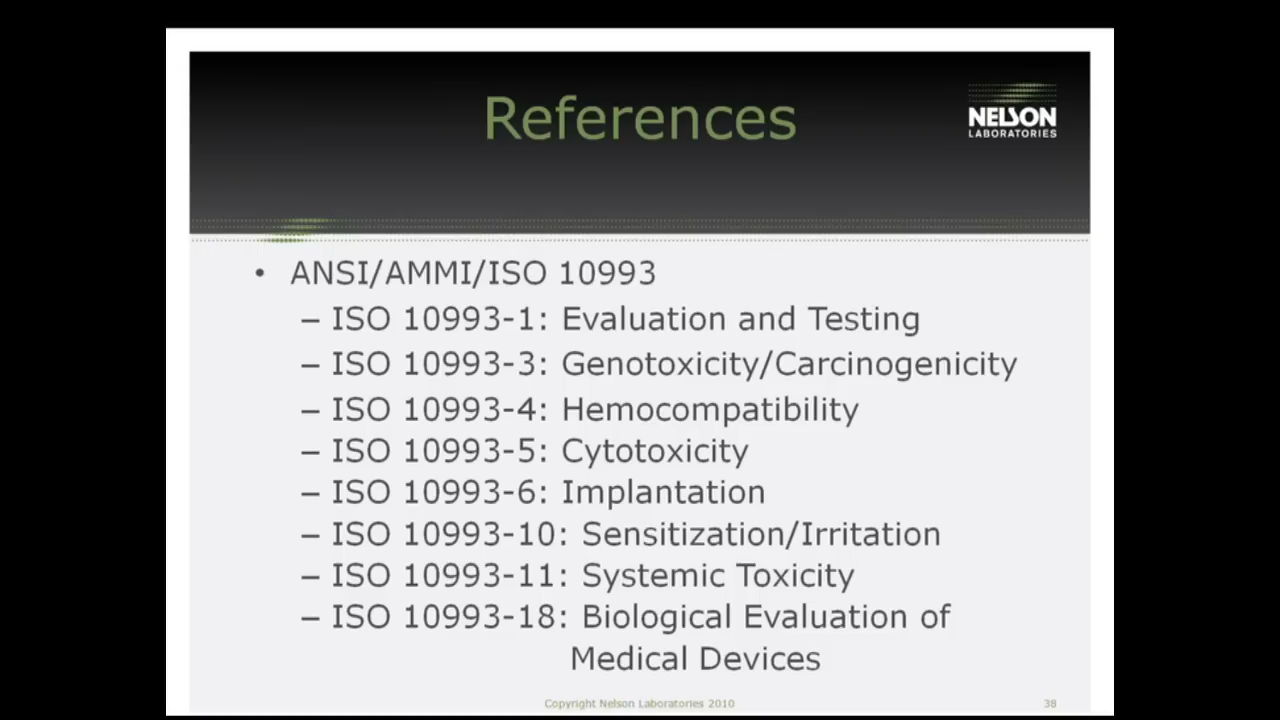 References
NELSON
LABORATORIES
• ANSI/AMMI/ISO 10993
– ISO 10993-1: Evaluation and Testing
– ISO 10993-3: Genotoxicity/Carcinogenicity
– ISO 10993-4: Hemocompatibility
– ISO 10993-5: Cytotoxicity
– ISO 10993-6: Implantation
– ISO 10993-10: Sensitization/Irritation
– ISO 10993-11: Systemic Toxicity
– ISO 10993-18: Biological Evaluation of
Medical Devices
Copyright Nelson Laboratories 2010
38